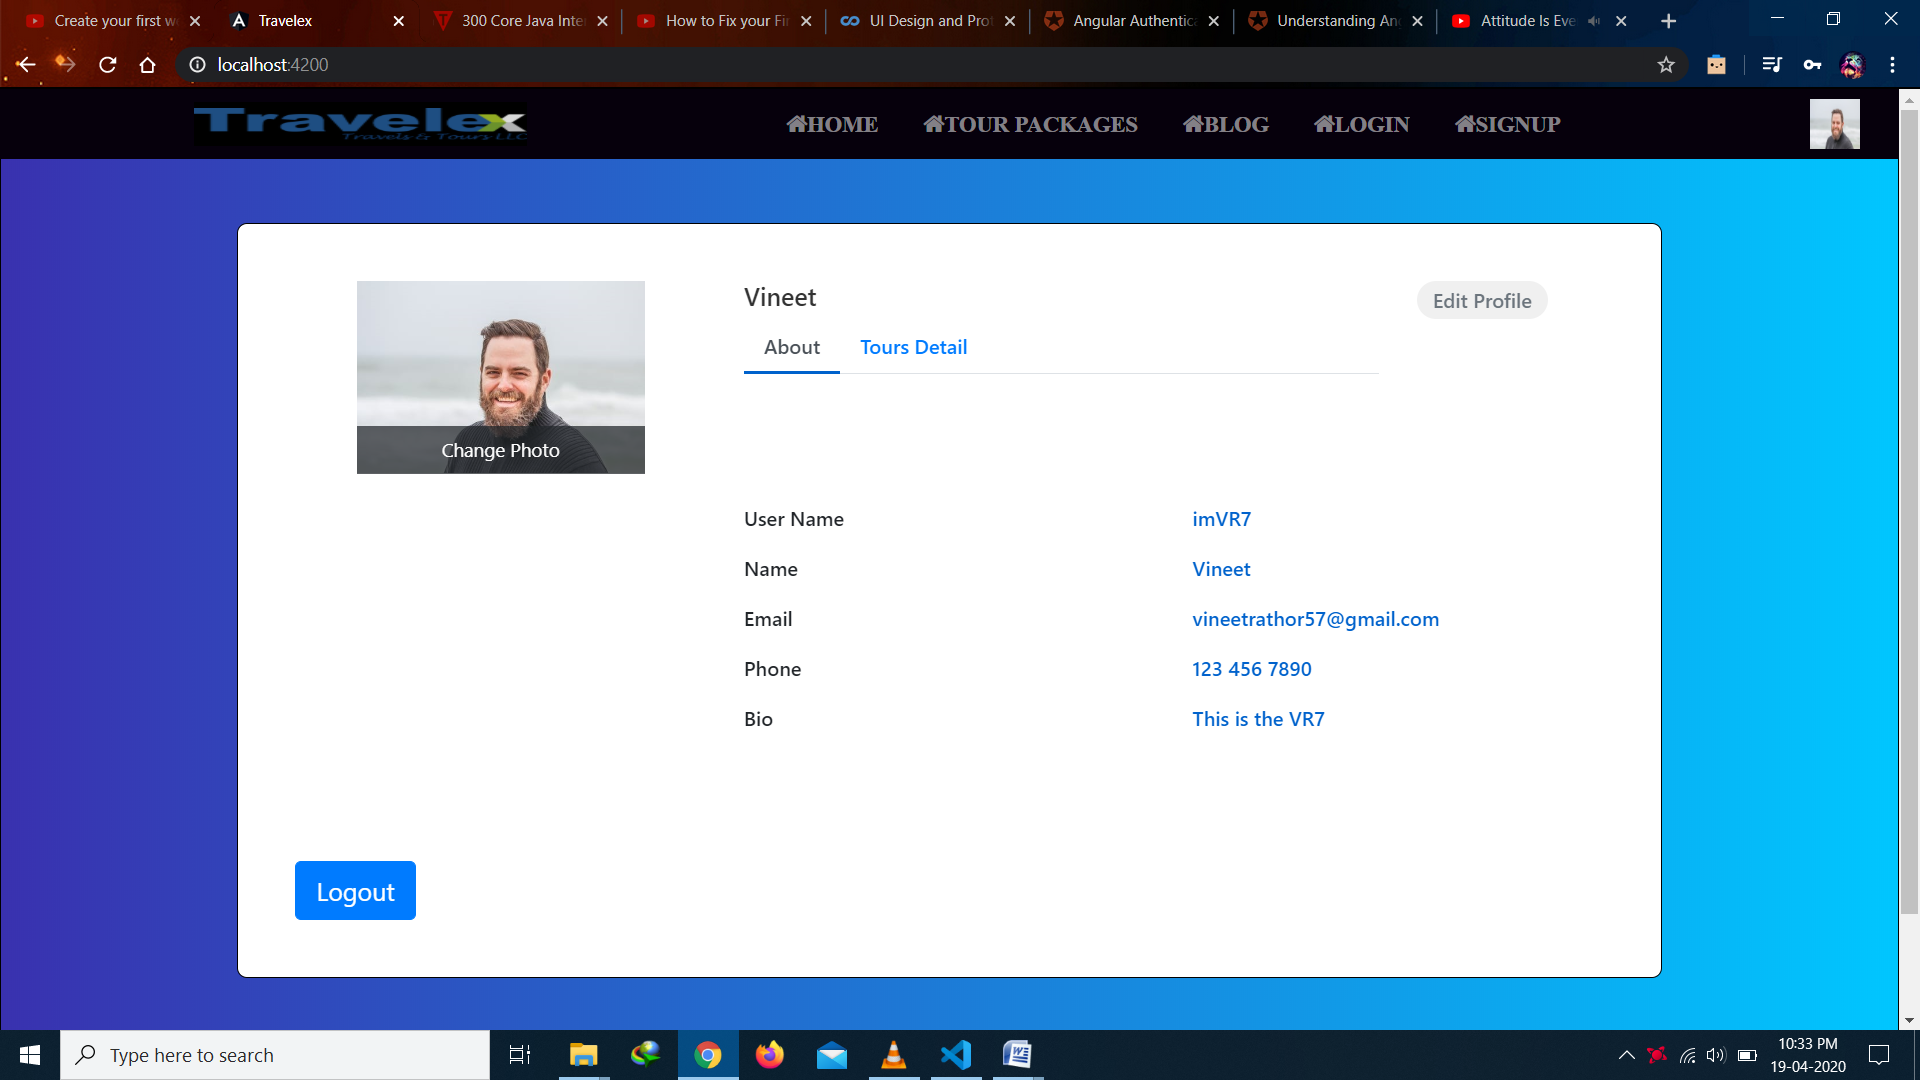 Create your first w
Travelex
300 Core Java Inte
How to Fix your Fi
UI Design and Pro
Angular Authentic
Understanding An
Attitude Is Eve
localhost:4200
Travelex
Travels & Tours LLC
HOME
TOUR PACKAGES
BLOG
LOGIN
SIGNUP
Vineet
Edit Profile
About
Tours Detail
Change Photo
User Name
imVR7
Name
Vineet
Email
vineetrathor57@gmail.com
Phone
123 456 7890
Bio
This is the VR7
Logout
Type here to search
10:33 PM
19-04-2020